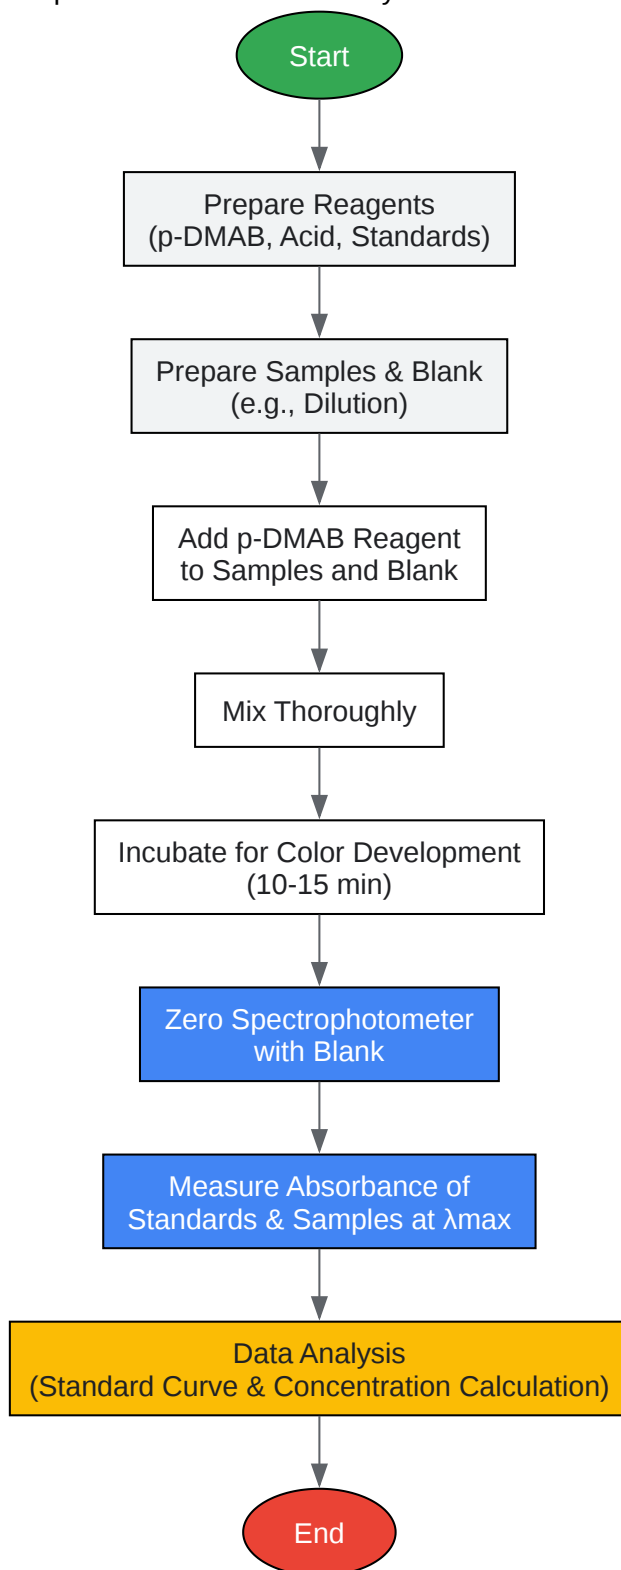 Start
Prepare Reagents
(p-DMAB, Acid, Standards)
Prepare Samples & Blank
(e.g., Dilution)
Add p-DMAB Reagent
to Samples and Blank
Mix Thoroughly
Incubate for Color Development
(10-15 min)
Zero Spectrophotometer
with Blank
Measure Absorbance of
Standards & Samples at λmax
Data Analysis
(Standard Curve & Concentration Calculation)
End